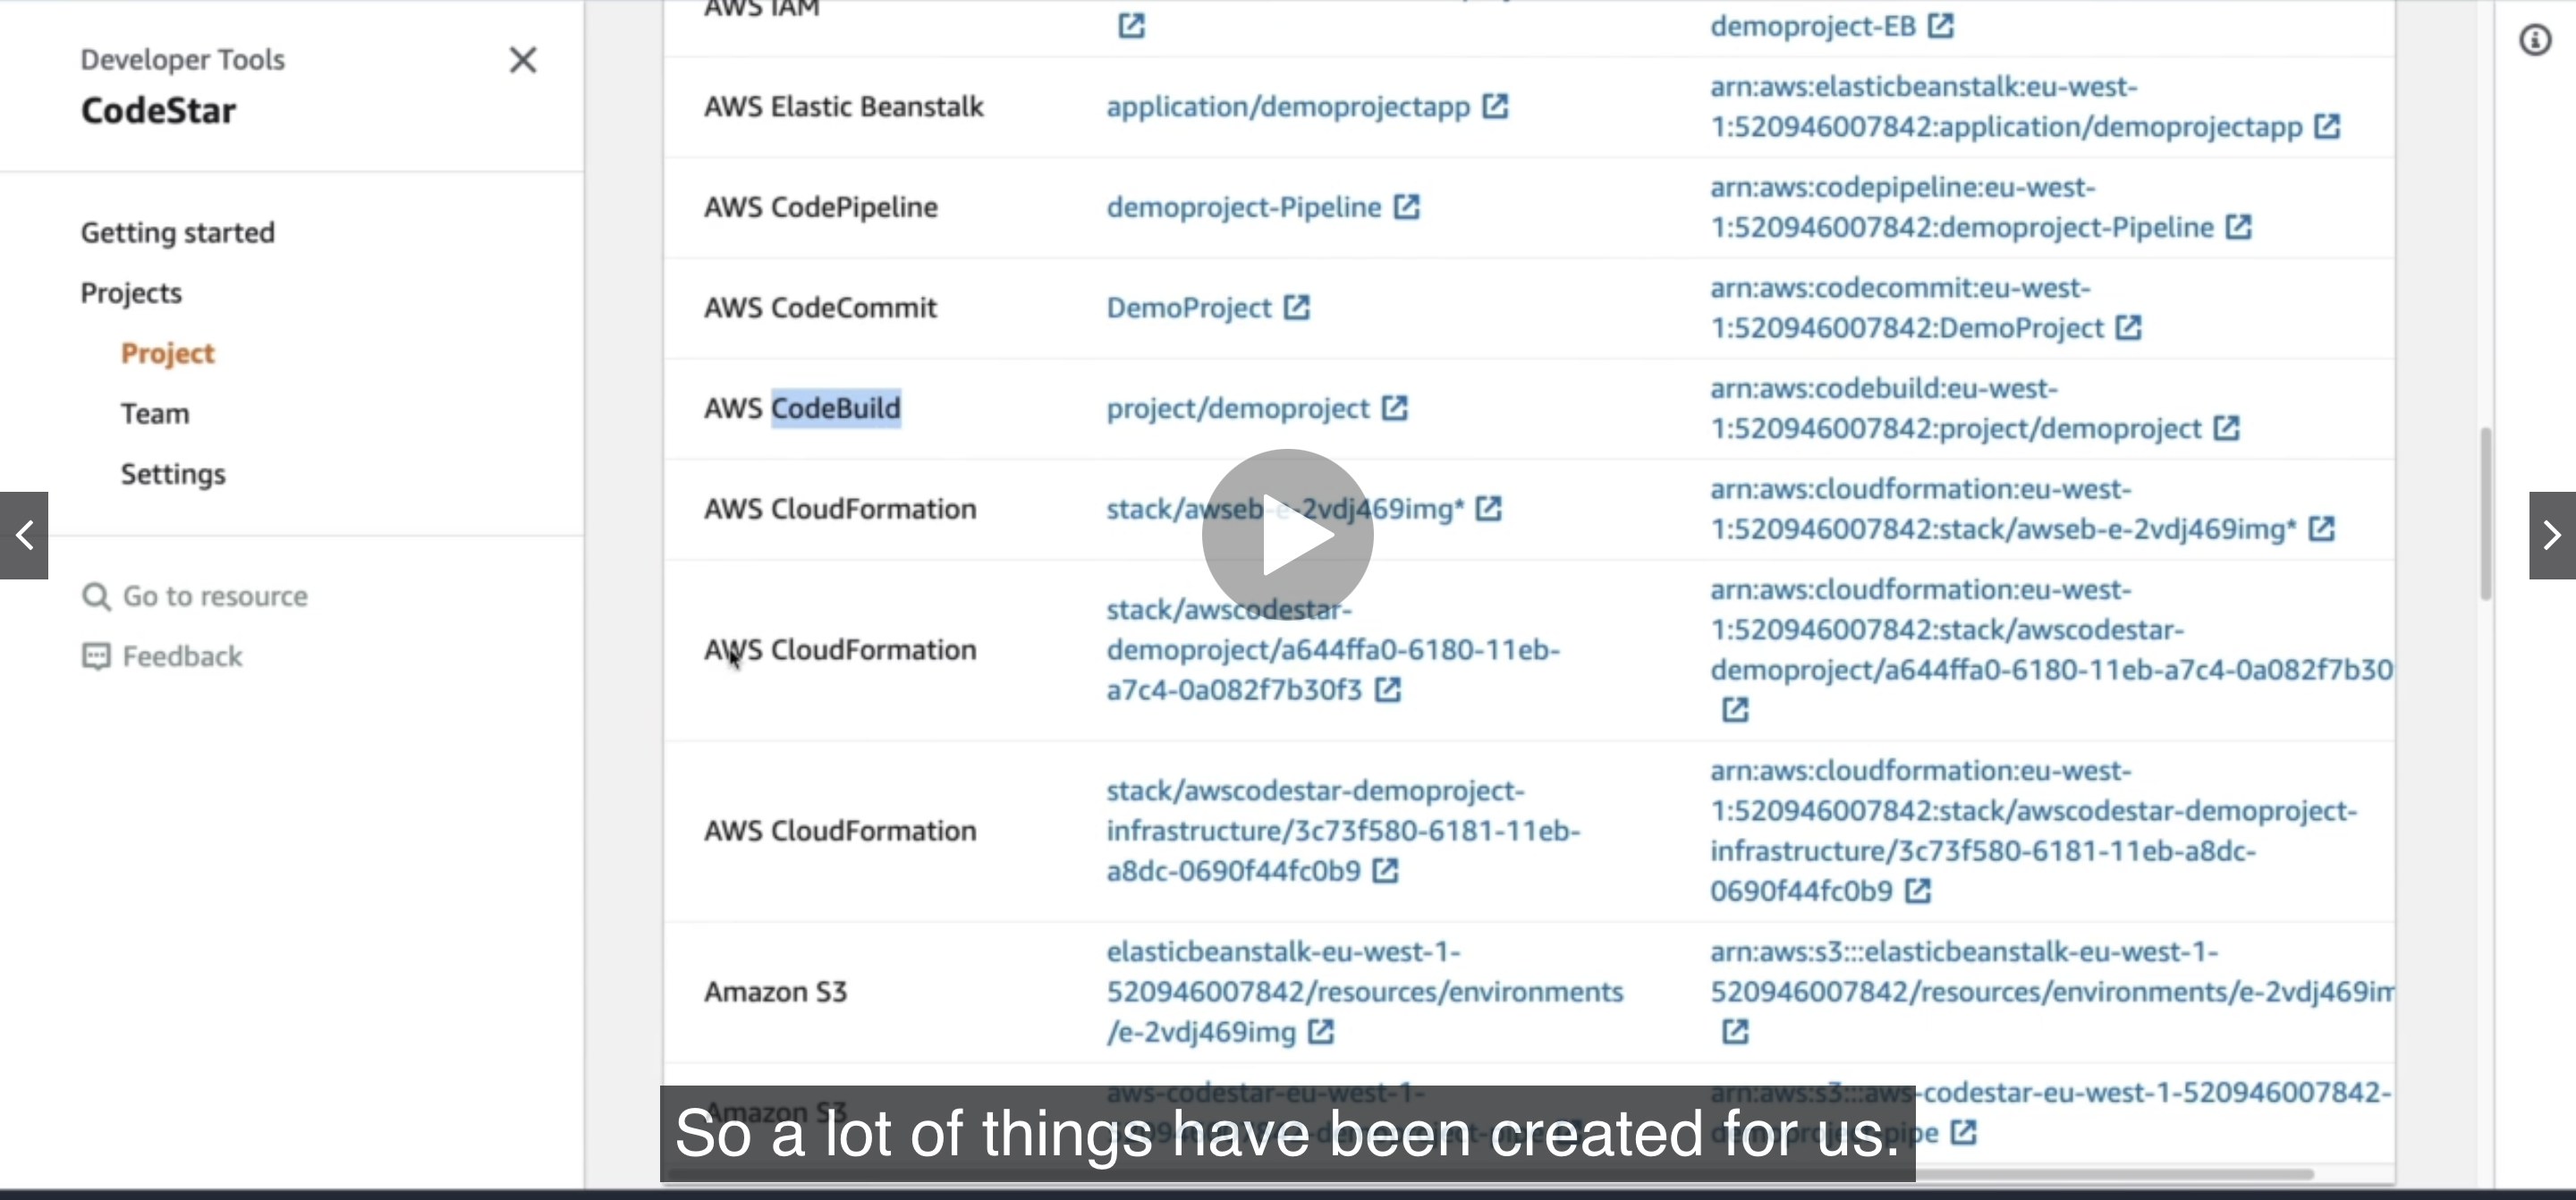 Developer Tools
CodeStar
Getting started
Projects
Project
Team
Settings
Go to resource
Feedback
AWS IAM
demoproject-EB
AWS Elastic Beanstalk
application/demoprojectapp
arn:aws:elasticbeanstalk:eu-west-
1:520946007842:application/demoprojectapp
AWS CodePipeline
demoproject-Pipeline
arn:aws:codepipeline:eu-west-
1:520946007842:demoproject-Pipeline
AWS CodeCommit
DemoProject
arn:aws:codecommit:eu-west-
1:520946007842:DemoProject
AWS CodeBuild
project/demoproject
arn:aws:codebuild:eu-west-
1:520946007842:project/demoproject
AWS CloudFormation
stack/awseb-e-2vdj469img*
arn:aws:cloudformation:eu-west-
1:520946007842:stack/awseb-e-2vdj469img*
AWS CloudFormation
stack/awscodestar-
demoproject/a644ffa0-6180-11eb-
a7c4-0a082f7b30f3
arn:aws:cloudformation:eu-west-
1:520946007842:stack/awscodestar-
demoproject/a644ffa0-6180-11eb-a7c4-0a082f7b30
AWS CloudFormation
stack/awscodestar-demoproject-
infrastructure/3c73f580-6181-11eb-
a8dc-0690f44fc0b9
arn:aws:cloudformation:eu-west-
1:520946007842:stack/awscodestar-demoproject-
infrastructure/3c73f580-6181-11eb-a8dc-
0690f44fc0b9
Amazon S3
elasticbeanstalk-eu-west-1-
520946007842/resources/environments
/e-2vdj469img
arn:aws:s3:::elasticbeanstalk-eu-west-1-
520946007842/resources/environments/e-2vdj469im
Amazon S3
aws-codestar-eu-west-1-
520946007842-demoproject-pipe
arn:aws:s3:::aws-codestar-eu-west-1-520946007842-
demoproject-pipe
So a lot of things have been created for us.